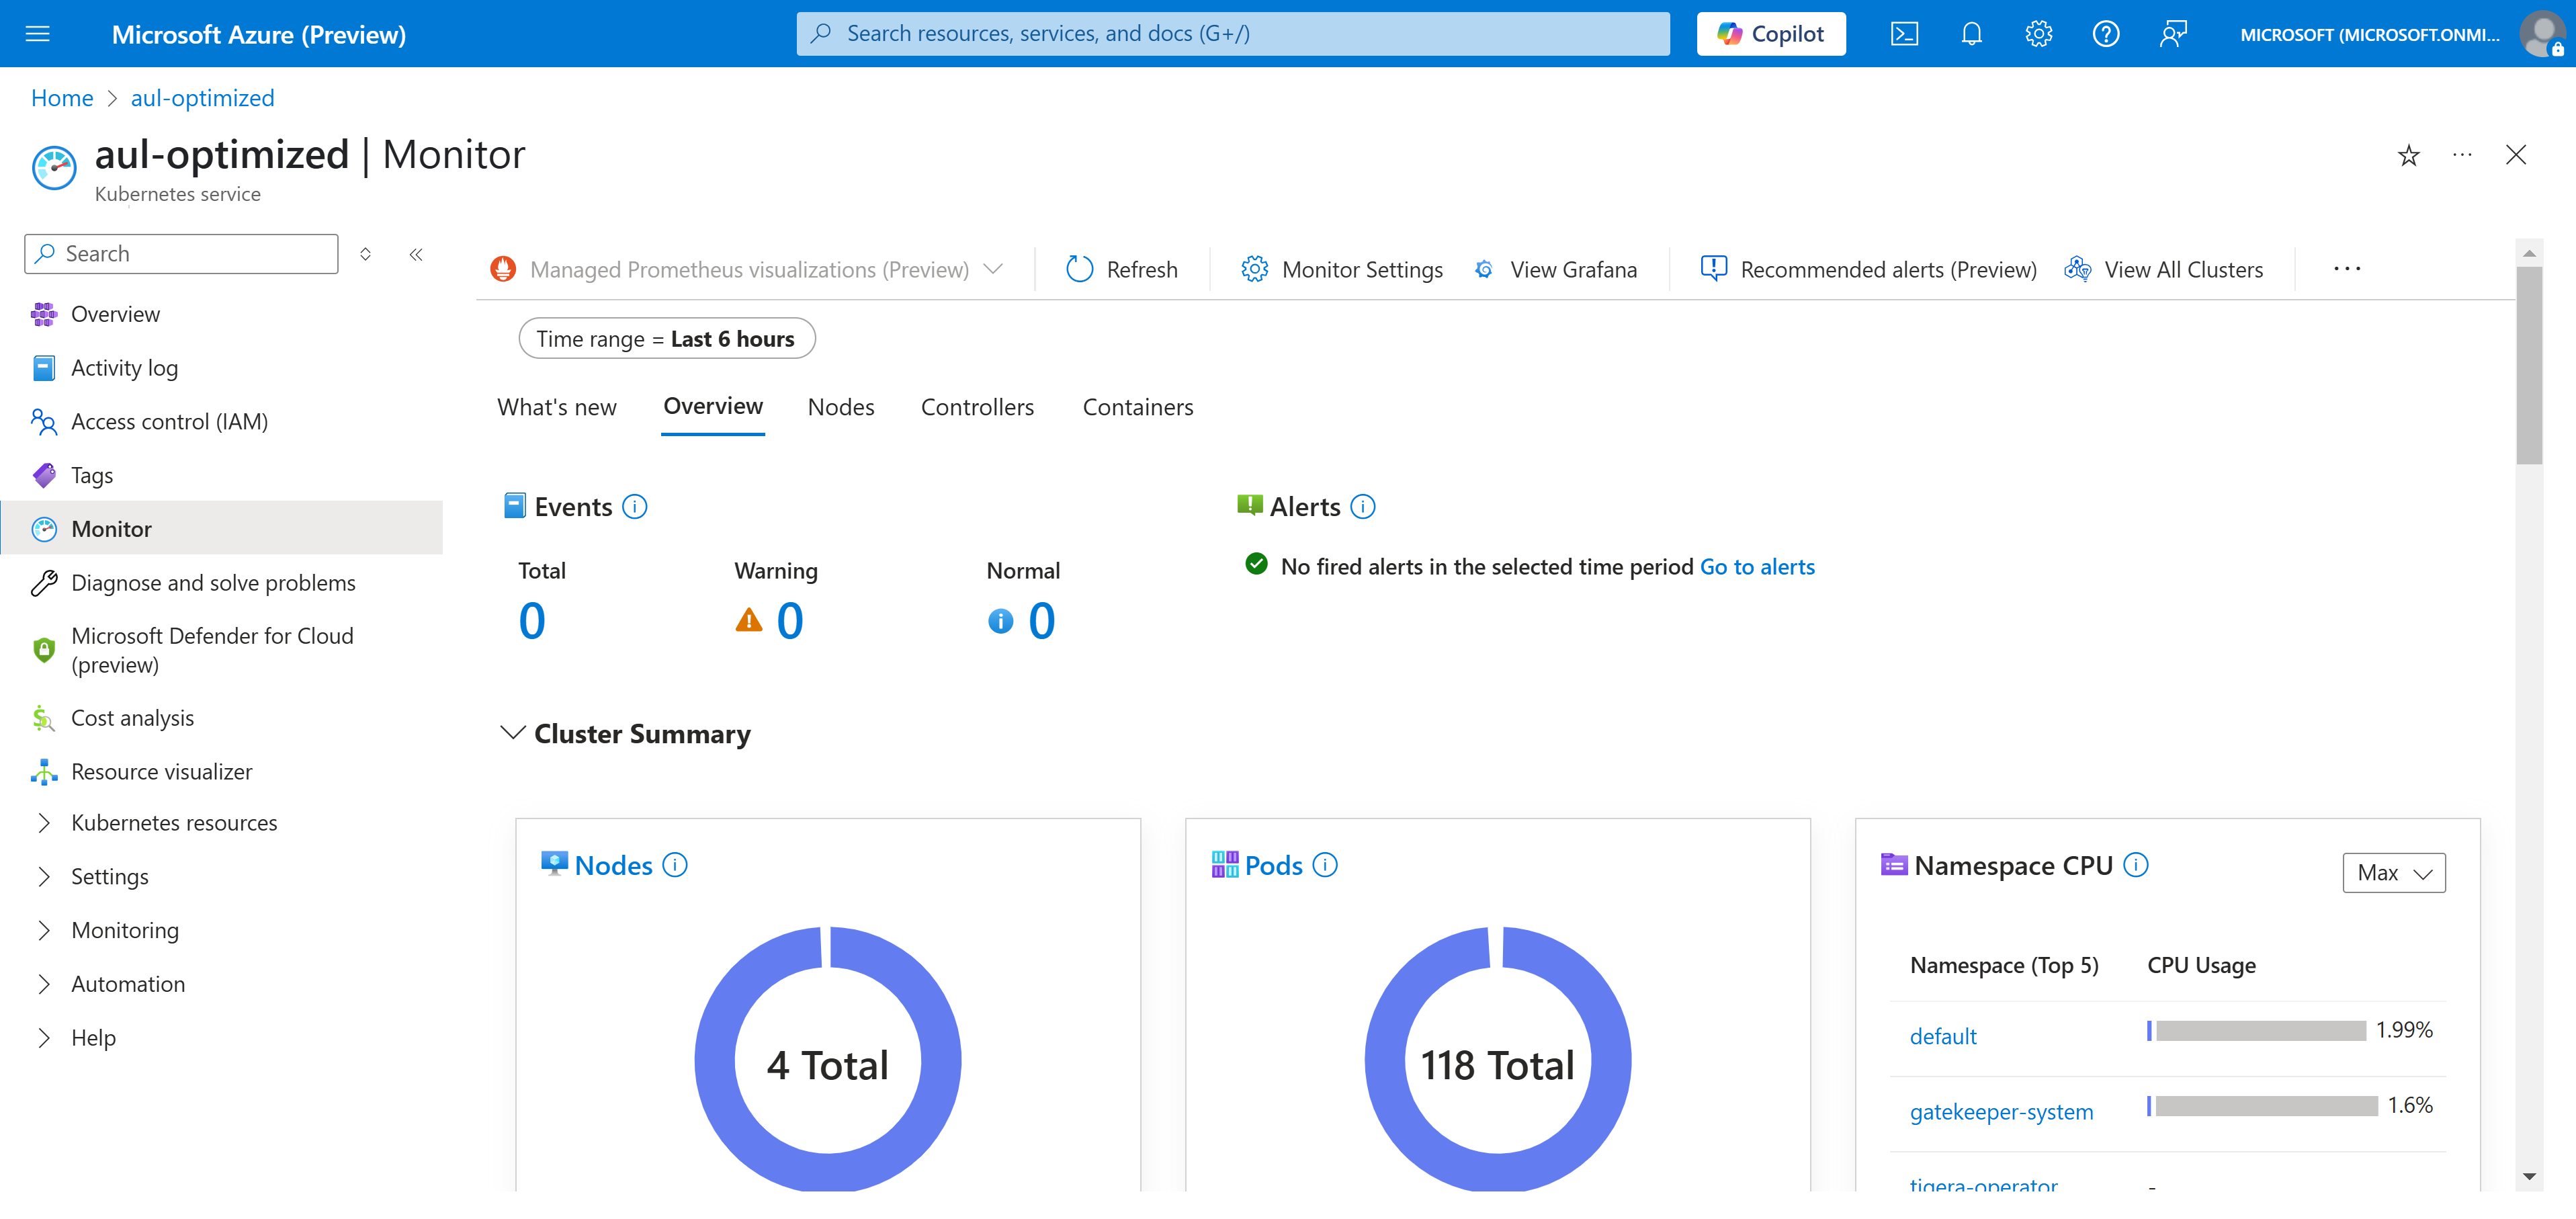 Microsoft Azure (Preview)
Search resources, services, and docs (G+/)
Copilot
MICROSOFT (MICROSOFT.ONMI...
Home > aul-optimized
aul-optimized | Monitor
Kubernetes service
Search
Overview
Activity log
Access control (IAM)
Tags
Monitor
Diagnose and solve problems
Microsoft Defender for Cloud
(preview)
Cost analysis
Resource visualizer
Kubernetes resources
Settings
Monitoring
Automation
Help
Managed Prometheus visualizations (Preview)
Refresh
Monitor Settings
View Grafana
Recommended alerts (Preview)
View All Clusters
Time range = Last 6 hours
What's new
Overview
Nodes
Controllers
Containers
Events
Total
0
Warning
0
Normal
0
Alerts
No fired alerts in the selected time period Go to alerts
Cluster Summary
Nodes
4 Total
Pods
118 Total
Namespace CPU
Max
Namespace (Top 5) CPU Usage
default 1.99%
gatekeeper-system 1.6%
tigera-operator -